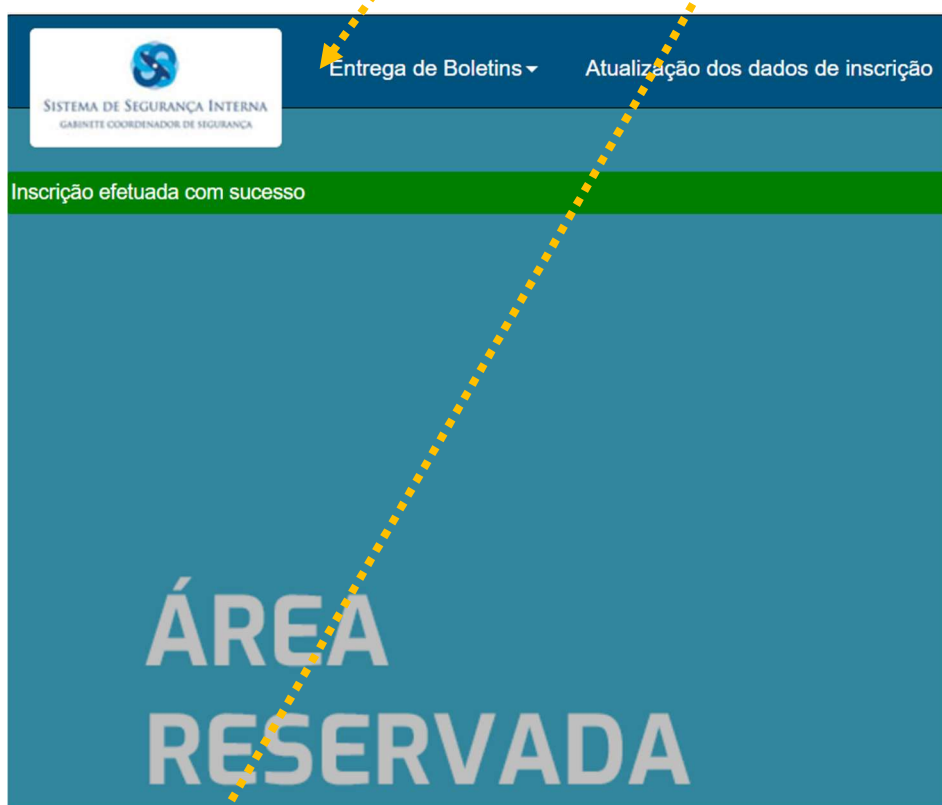 SISTEMA DE SEGURANÇA INTERNA
GABINETE COORDENADOR DE SEGURANÇA
Entrega de Boletins
Atualização dos dados de inscrição
Inscrição efetuada com sucesso
ÁREA
RESERVADA